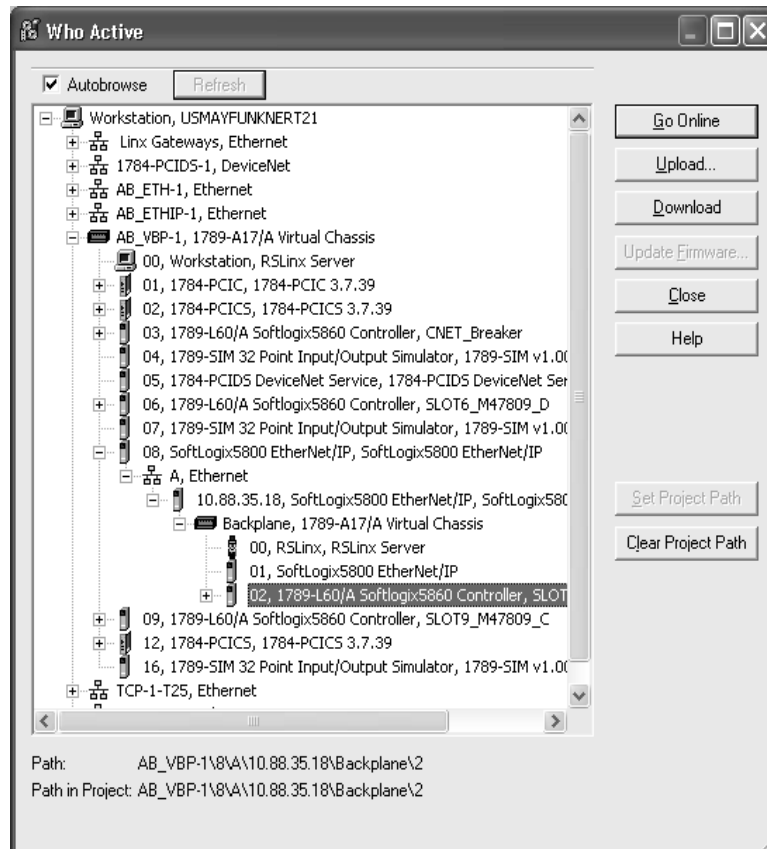 Who Active
Autobrowse
Refresh
Workstation, USMAYFUNKNERT21
Linx Gateways, Ethernet
1784-PCIDS-1, DeviceNet
AB_ETH-1, Ethernet
AB_ETHIP-1, Ethernet
AB_VBP-1, 1789-A17/A Virtual Chassis
00, Workstation, RSLinx Server
01, 1784-PCIC, 1784-PCIC 3.7.39
02, 1784-PCICS, 1784-PCICS 3.7.39
03, 1789-L60/A Softlogix5860 Controller, CNET_Breaker
04, 1789-SIM 32 Point Input/Output Simulator, 1789-SIM v1.00
05, 1784-PCIDS DeviceNet Service, 1784-PCIDS DeviceNet Ser
06, 1789-L60/A Softlogix5860 Controller, SLOT6_M47809_D
07, 1789-SIM 32 Point Input/Output Simulator, 1789-SIM v1.00
08, SoftLogix5800 EtherNet/IP, SoftLogix5800 EtherNet/IP
A, Ethernet
10.88.35.18, SoftLogix5800 EtherNet/IP, SoftLogix580
Backplane, 1789-A17/A Virtual Chassis
00, RSLinx, RSLinx Server
01, SoftLogix5800 EtherNet/IP
02, 1789-L60/A Softlogix5860 Controller, SLOT
09, 1789-L60/A Softlogix5860 Controller, SLOT9_M47809_C
12, 1784-PCICS, 1784-PCICS 3.7.39
16, 1789-SIM 32 Point Input/Output Simulator, 1789-SIM v1.00
TCP-1-T25, Ethernet
Go Online
Upload...
Download
Update Firmware...
Close
Help
Set Project Path
Clear Project Path
Path: AB_VBP-1\8\A\10.88.35.18\Backplane\2
Path in Project: AB_VBP-1\8\A\10.88.35.18\Backplane\2